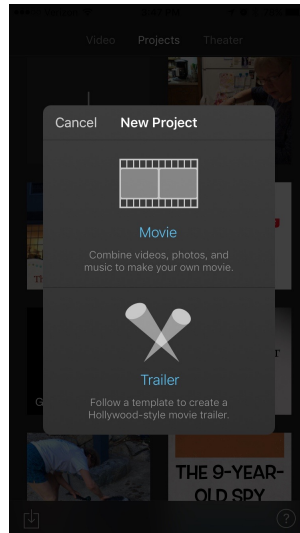 Video Projects Theater
Cancel New Project
Movie
Combine videos, photos, and
music to make your own movie.
Trailer
Follow a template to create a
Hollywood-style movie trailer.
THE 9-YEAR-
OLD SPY
?